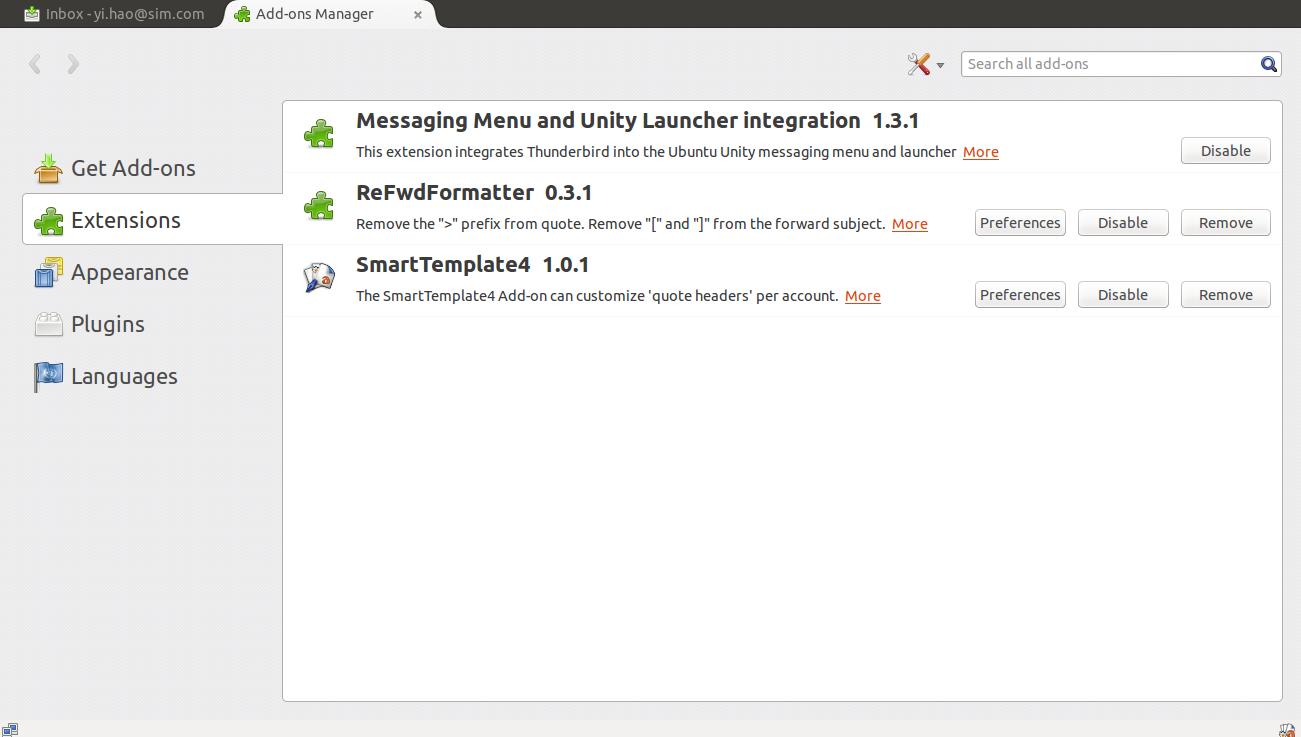 Inbox - yi.hao@sim.com
Add-ons Manager
Search all add-ons
Get Add-ons
Extensions
Appearance
Plugins
Languages
Messaging Menu and Unity Launcher integration 1.3.1
This extension integrates Thunderbird into the Ubuntu Unity messaging menu and launcher More
Disable
ReFwdFormatter 0.3.1
Remove the ">" prefix from quote. Remove "[" and "]" from the forward subject. More
Preferences Disable Remove
SmartTemplate4 1.0.1
The SmartTemplate4 Add-on can customize 'quote headers' per account. More
Preferences Disable Remove